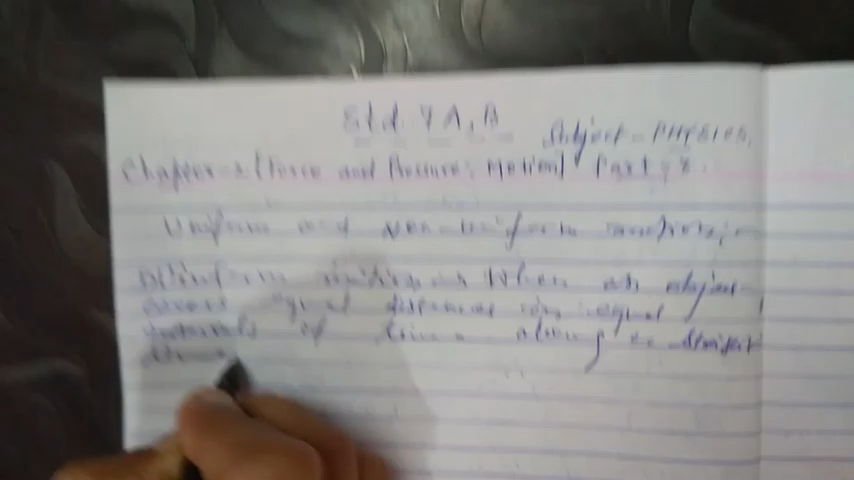 Std. 7 A, B
Subject - PHYSICS.
Chapter - 2 (Force and Pressure: Motion) Part,
Uniform and non-uniform motion:-
Uniform motion When an object
covers equal distances in equal
intervals of time along a straight